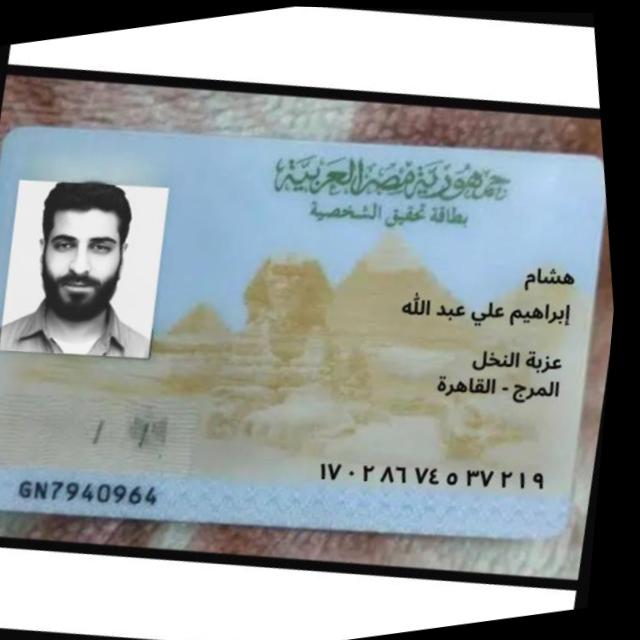 جمهورية مصر العربية
بطاقة تحقيق الشخصية
هشام
إبراهيم علي عبد الله
عزبة النخل
المرج - القاهرة
١٧٠٢٨٦٧٤٥٣٧٢١٩
GN7940964